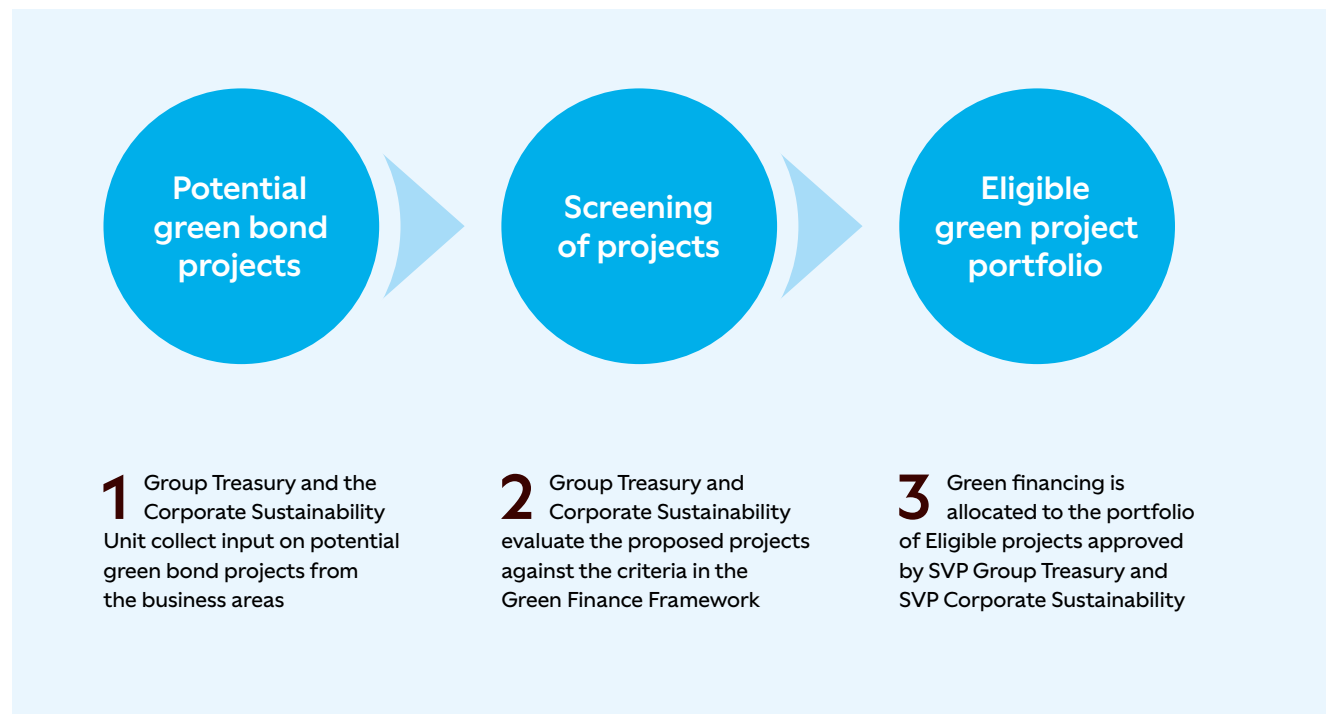 Potential
green bond
projects
Screening
of projects
Eligible
green project
portfolio
1 Group Treasury and the
Corporate Sustainability
Unit collect input on potential
green bond projects from
the business areas
2 Group Treasury and
Corporate Sustainability
evaluate the proposed projects
against the criteria in the
Green Finance Framework
3 Green financing is
allocated to the portfolio
of Eligible projects approved
by SVP Group Treasury and
SVP Corporate Sustainability